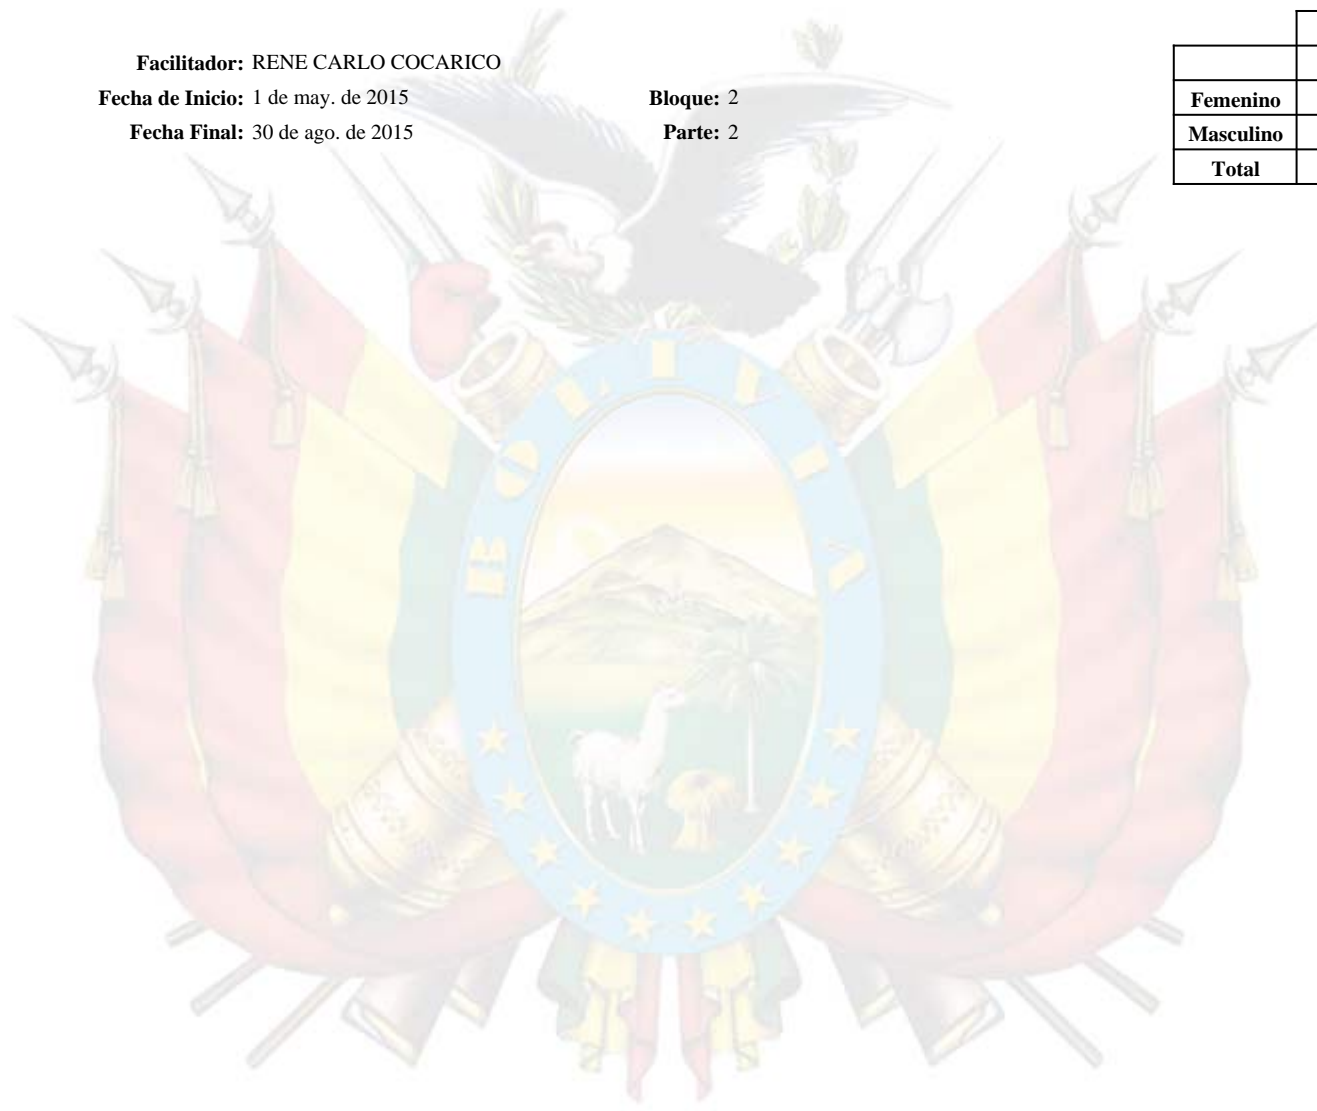 Facilitador: RENE CARLO COCARICO
Fecha de Inicio: 1 de may. de 2015 Bloque: 2
Fecha Final: 30 de ago. de 2015 Parte: 2
Femenino
Masculino
Total
BOLIVIA